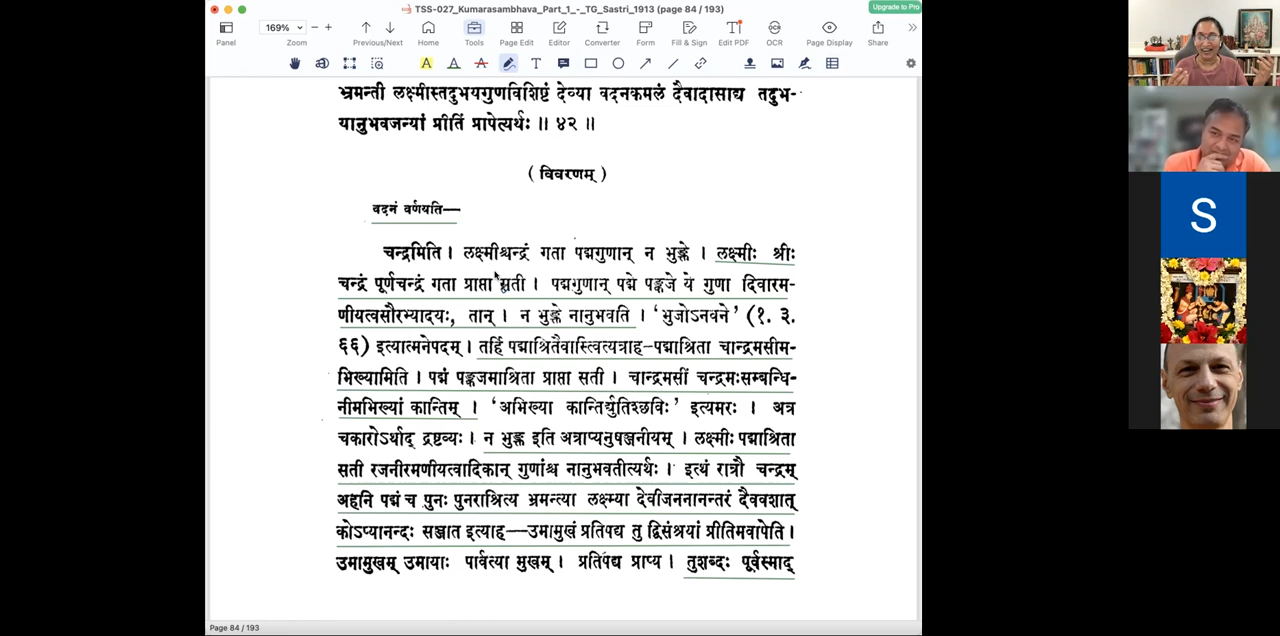 TSS-027_Kumarasambhava_Part_1_-_TG_Sastri_1913 (page 84 / 193)
Upgrade to Pro
169%
Panel
Zoom
Previous/Next
Home
Tools
Page Edit
Editor
Converter
Form
Fill & Sign
Edit PDF
OCR
Page Display
Share
भ्रमन्ती लक्ष्मीस्तदुभयगुणविशिष्टं देव्या वदनकमलं दैवादासाद्य तदुभ-
यानुभवजन्यां प्रीतिं प्रापेत्यर्थः ॥ ४२ ॥
( विवरणम् )
वदनं वर्णयति—
चन्द्रमिति । लक्ष्मीश्चन्द्रं गता पद्मगुणान् न भुङ्क्ते । लक्ष्मीः श्रीः
चन्द्रं पूर्णचन्द्रं गता प्राप्ता सती । पद्मगुणान् पद्मे पङ्कजे ये गुणा दिवारम-
णीयत्वसौरभ्यादयः, तान् । न भुङ्क्ते नानुभवति । 'भुजोऽनवने' (१. ३.
६६) इत्यात्मनेपदम् । तर्हि पद्माश्रितैवास्त्वित्यत्राह—पद्माश्रिता चान्द्रमसीम-
भिख्यामिति । पद्मं पङ्कजमाश्रिता प्राप्ता सती । चान्द्रमसीं चन्द्रमःसम्बन्धि-
नीमभिख्यां कान्तिम् । 'अभिख्या कान्तिर्द्युतिश्छविः' इत्यमरः । अत्र
चकारोऽर्थाद् द्रष्टव्यः । न भुङ्क्त इति अत्राप्यनुषञ्जनीयम् । लक्ष्मीः पद्माश्रिता
सती रजनीरमणीयत्वादिकान् गुणांश्च नानुभवतीत्यर्थः । इत्थं रात्रौ चन्द्रम्
अहनि पद्मं च पुनः पुनराश्रित्य भ्रमन्त्या लक्ष्म्या देवीजननानन्तरं दैववशात्
कोऽप्यानन्दः सञ्जात इत्याह—उमामुखं प्रतिपद्य तु द्विसंश्रयां प्रीतिमवापेति ।
उमामुखम् उमायाः पार्वत्या मुखम् । प्रतिपद्य प्राप्य । तुशब्दः पूर्वस्माद्
Page 84 / 193
S